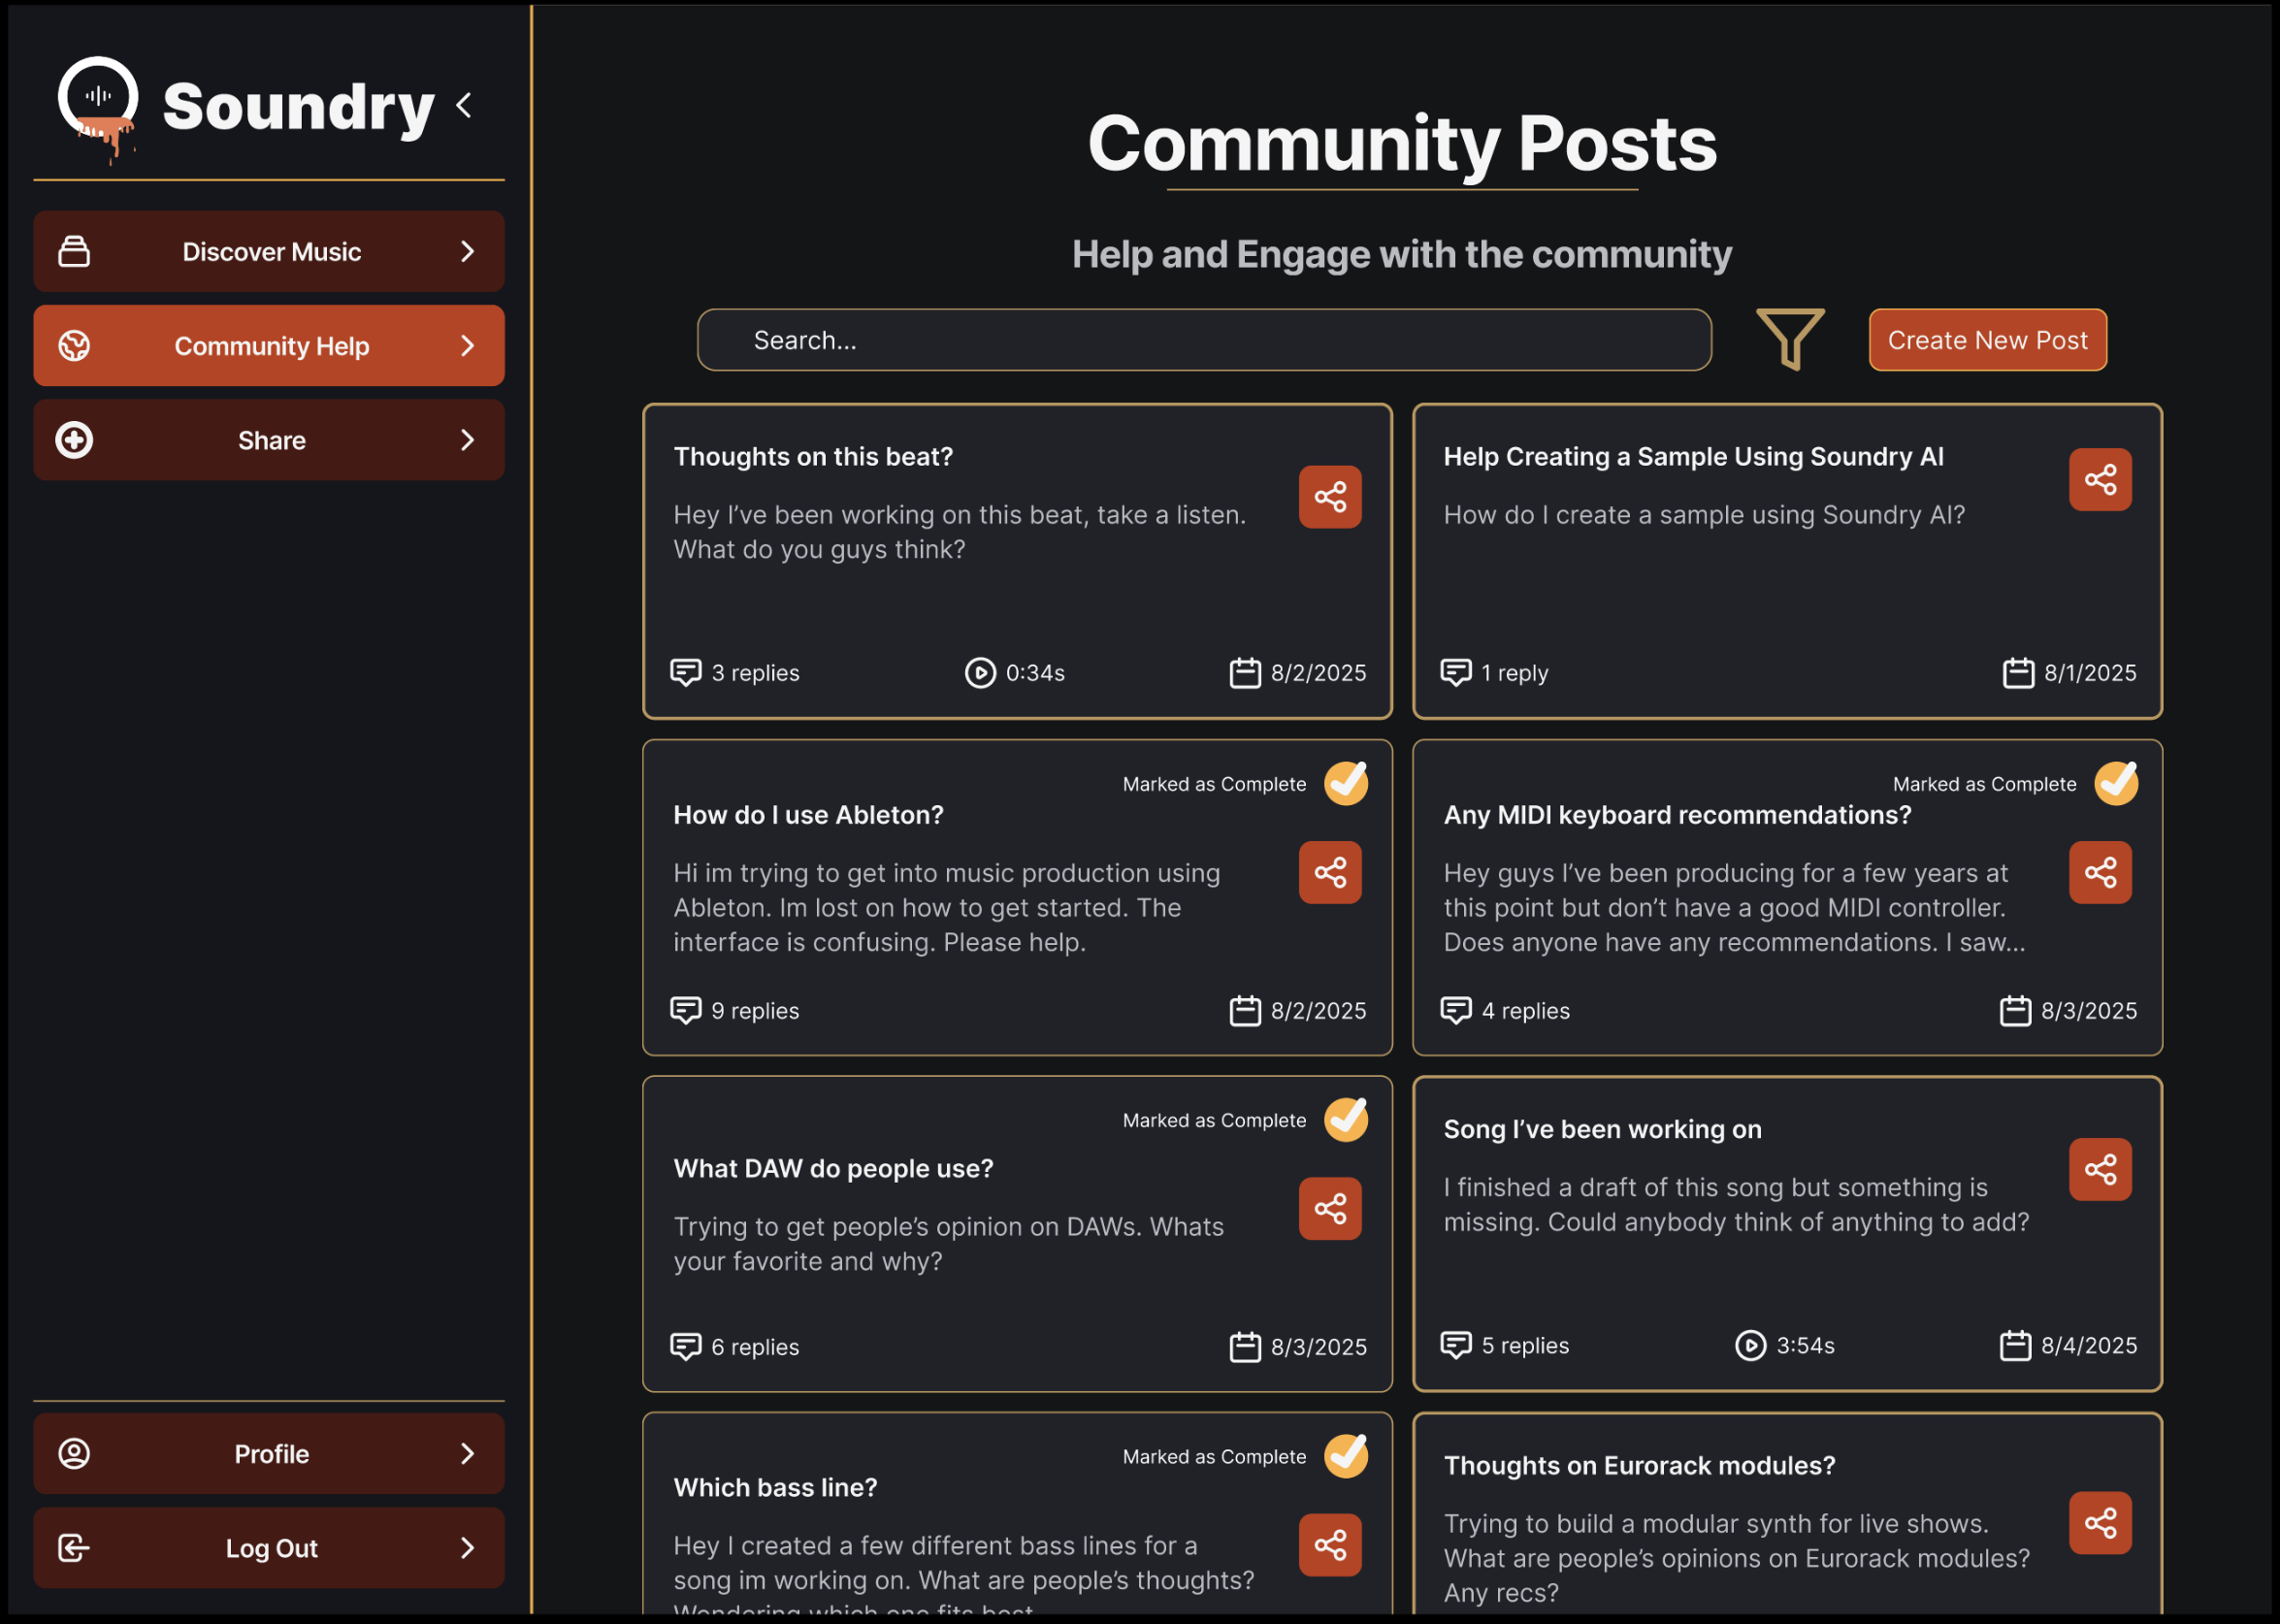 Soundry
Discover Music
Community Help
Share
Profile
Log Out
Community Posts
Help and Engage with the community
Search...
Create New Post
Thoughts on this beat?
Hey I’ve been working on this beat, take a listen.
What do you guys think?
3 replies
0:34s
8/2/2025
Help Creating a Sample Using Soundry AI
How do I create a sample using Soundry AI?
1 reply
8/1/2025
Marked as Complete
How do I use Ableton?
Hi im trying to get into music production using
Ableton. Im lost on how to get started. The
interface is confusing. Please help.
9 replies
8/2/2025
Marked as Complete
Any MIDI keyboard recommendations?
Hey guys I’ve been producing for a few years at
this point but don’t have a good MIDI controller.
Does anyone have any recommendations. I saw...
4 replies
8/3/2025
Marked as Complete
What DAW do people use?
Trying to get people’s opinion on DAWs. Whats
your favorite and why?
6 replies
8/3/2025
Song I’ve been working on
I finished a draft of this song but something is
missing. Could anybody think of anything to add?
5 replies
3:54s
8/4/2025
Marked as Complete
Which bass line?
Hey I created a few different bass lines for a
song im working on. What are people’s thoughts?
Wondering which one fits best
Thoughts on Eurorack modules?
Trying to build a modular synth for live shows.
What are people’s opinions on Eurorack modules?
Any recs?